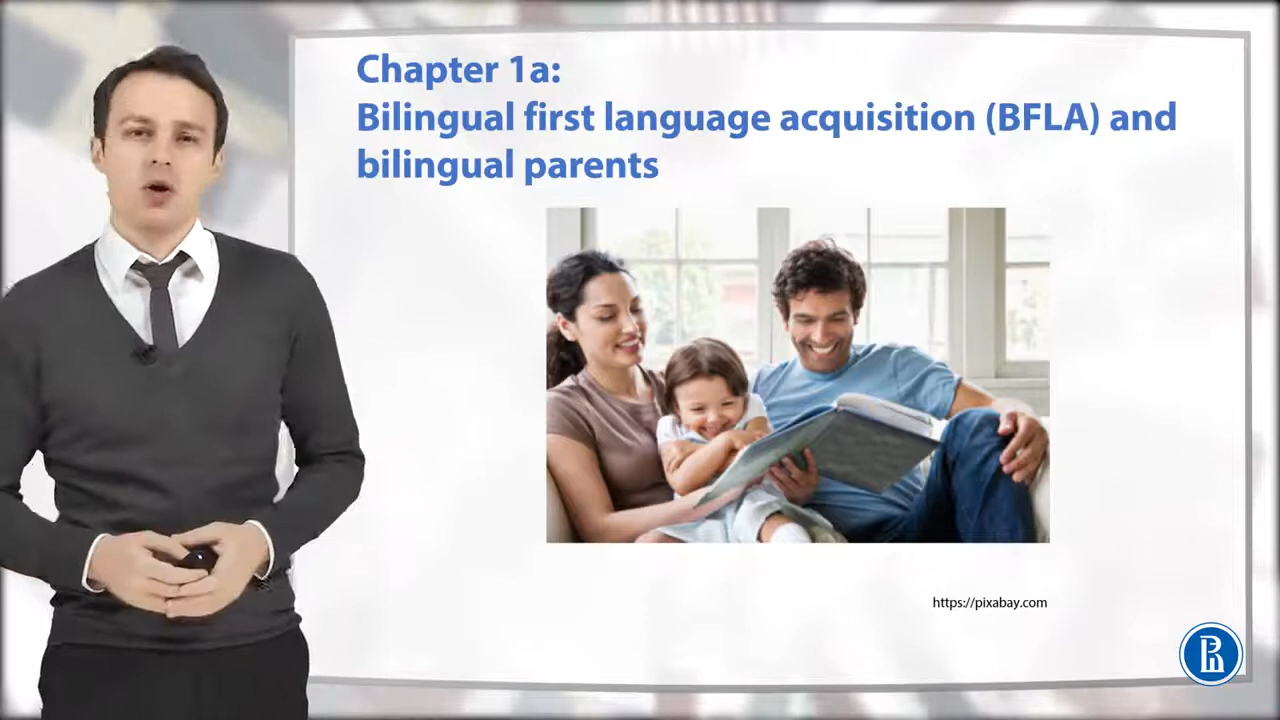 Chapter 1a:
Bilingual first language acquisition (BFLA) and
bilingual parents
https://pixabay.com